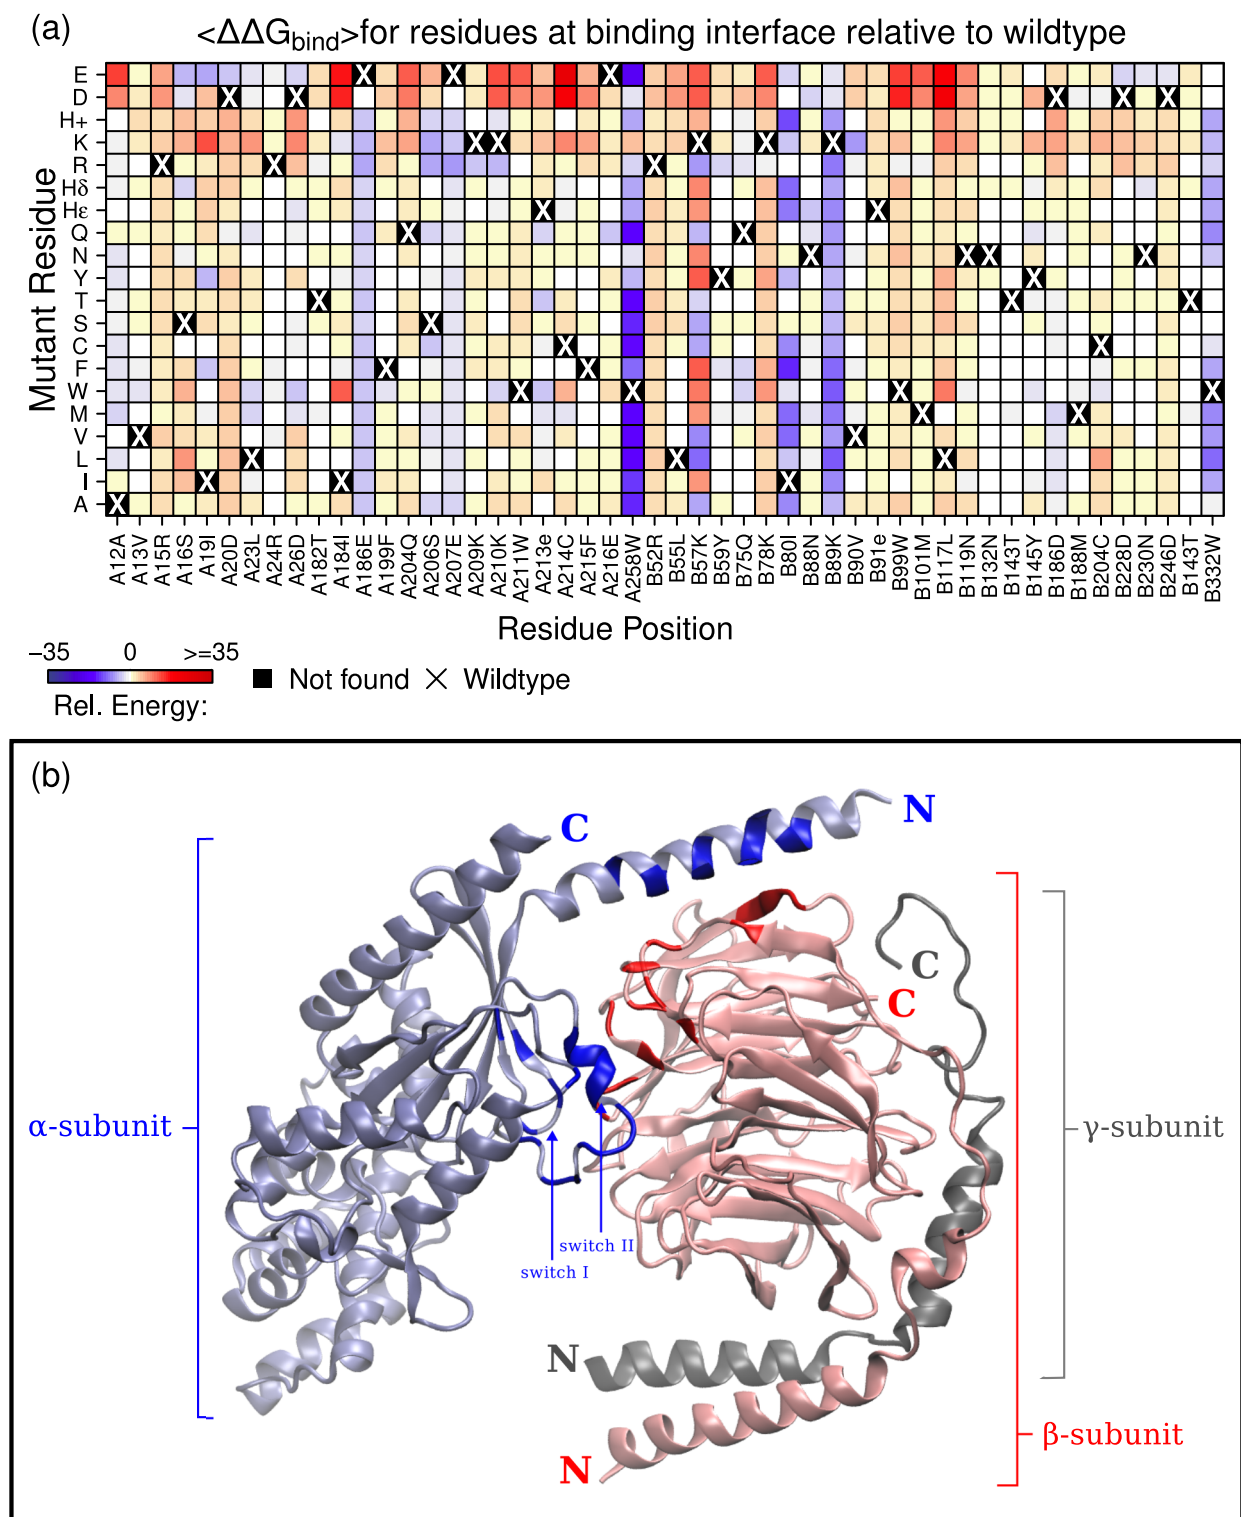 (a)
<ΔΔG_bind>for residues at binding interface relative to wildtype
Mutant Residue
E
D
H+
K
R
Hδ
Hε
Q
N
Y
T
S
C
F
W
M
V
L
I
A
A12A A13V A15R A16S A19I A20D A23L A24R A26D A182T A184I A186E A199F A204Q A206S A207E A209K A210K A211W A213e A214C A215F A216E A258W B52R B55L B57K B59Y B75Q B78K B80I B88N B89K B90V B91e B99W B101M B117L B119N B132N B143T B145Y B186D B188M B204C B228D B230N B246D B143T B332W
Residue Position
−35 0 >=35
Rel. Energy:
Not found
Wildtype
(b)
C
N
C
C
α-subunit
γ-subunit
switch II
switch I
N
β-subunit
N